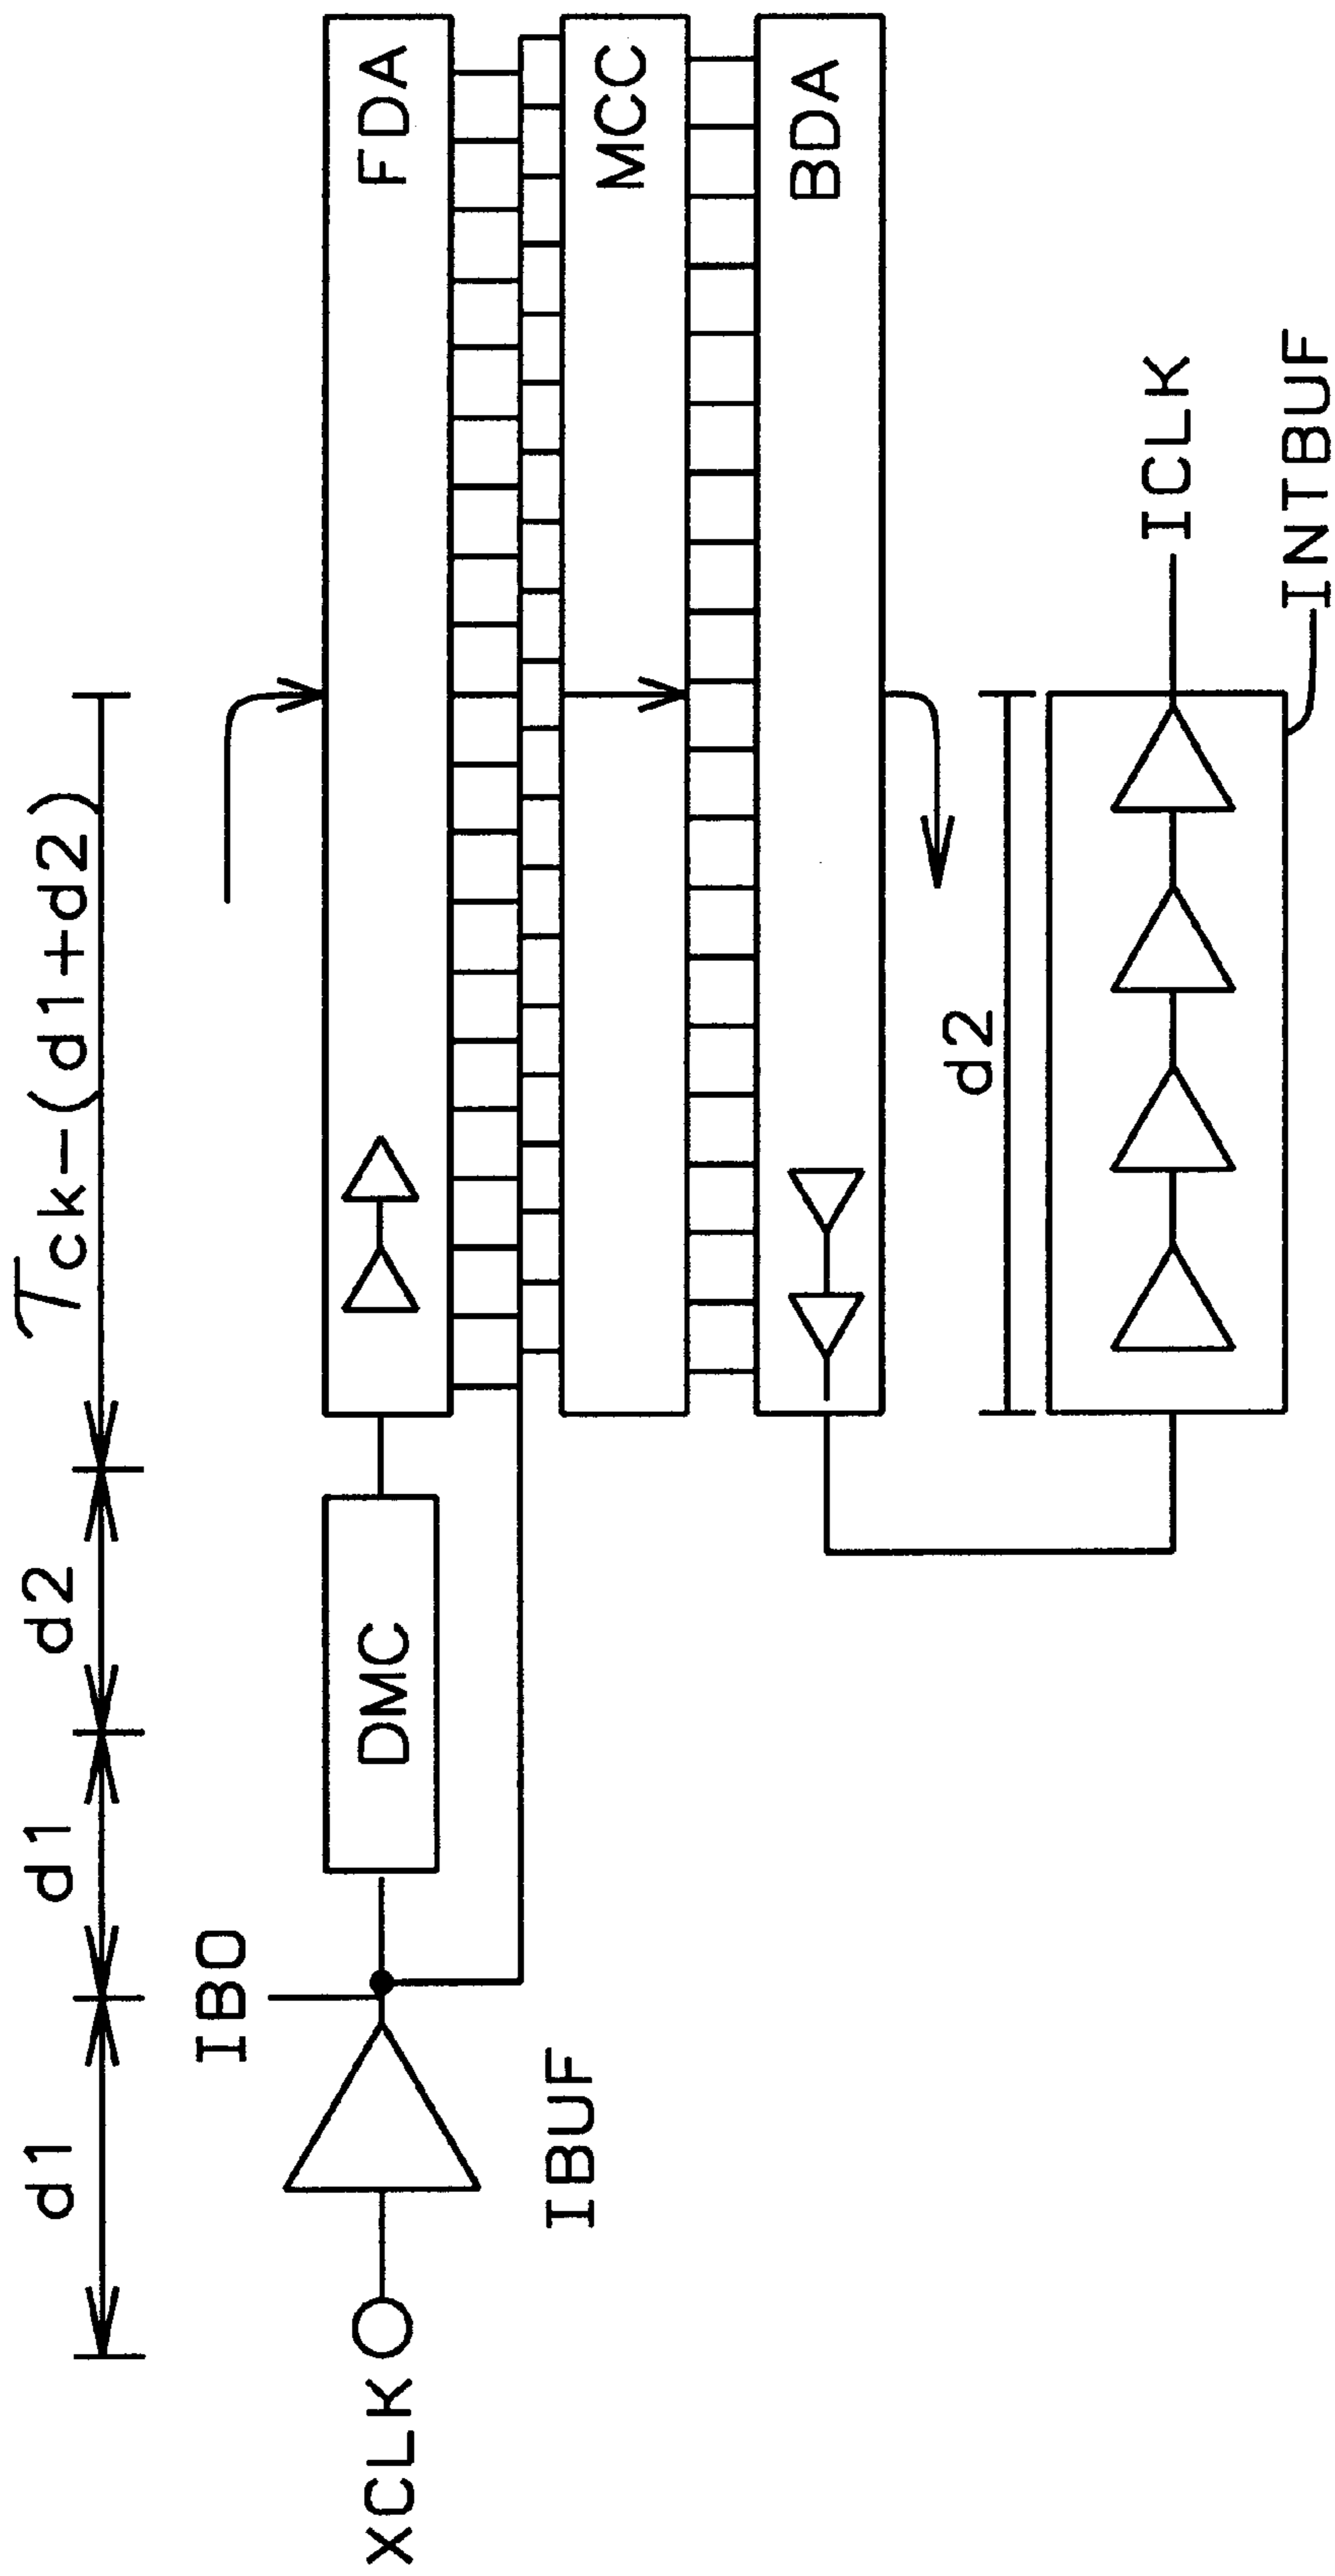 d1
d1
d2
τck-(d1+d2)
XCLK
IBO
IBUF
DMC
FDA
MCC
BDA
d2
ICLK
INTBUF